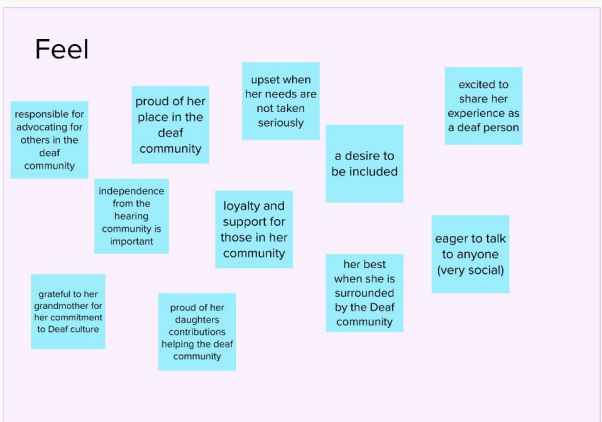 Feel
responsible for
advocating for
others in the
deaf
community
proud of her
place in the
deaf
community
upset when
her needs are
not taken
seriously
excited to
share her
experience as
a deaf person
a desire to
be included
independence
from the
hearing
community is
important
loyalty and
support for
those in her
community
eager to talk
to anyone
(very social)
her best
when she is
surrounded
by the Deaf
community
grateful to her
grandmother for
her commitment
to Deaf culture
proud of her
daughters
contributions
helping the deaf
community